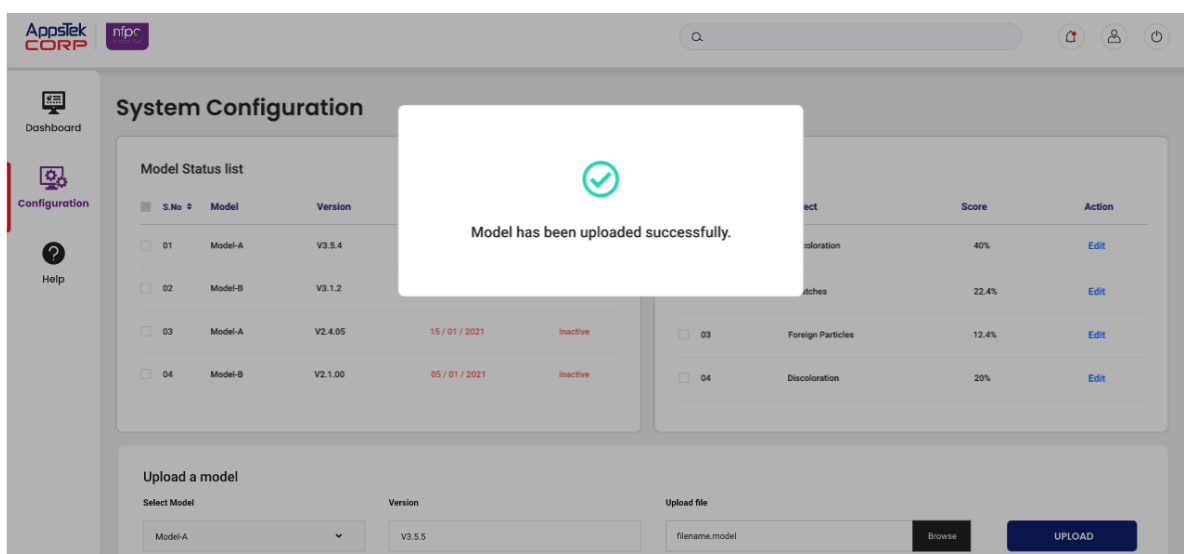 AppsTek
CORP
nfpc
Dashboard
Configuration
Help
System Configuration
Model Status list
S.No Model Version
01 Model-A V3.5.4
02 Model-B V3.1.2
03 Model-A V2.4.05 15 / 01 / 2021 Inactive
04 Model-B V2.1.00 05 / 01 / 2021 Inactive
Model has been uploaded successfully.
ect Score Action
coloration 40% Edit
atches 22.4% Edit
03 Foreign Particles 12.4% Edit
04 Discoloration 20% Edit
Upload a model
Select Model Version Upload file
Model-A V3.5.5 filename.model Browse UPLOAD